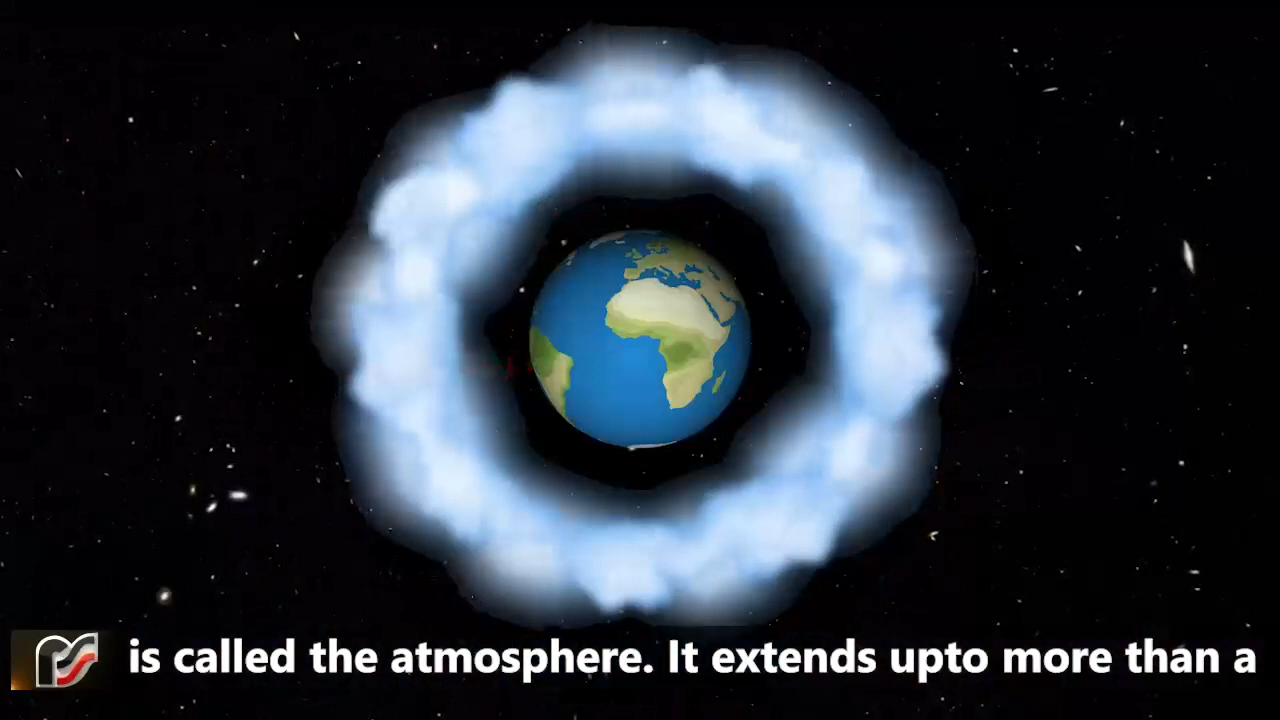 is called the atmosphere. It extends upto more than a